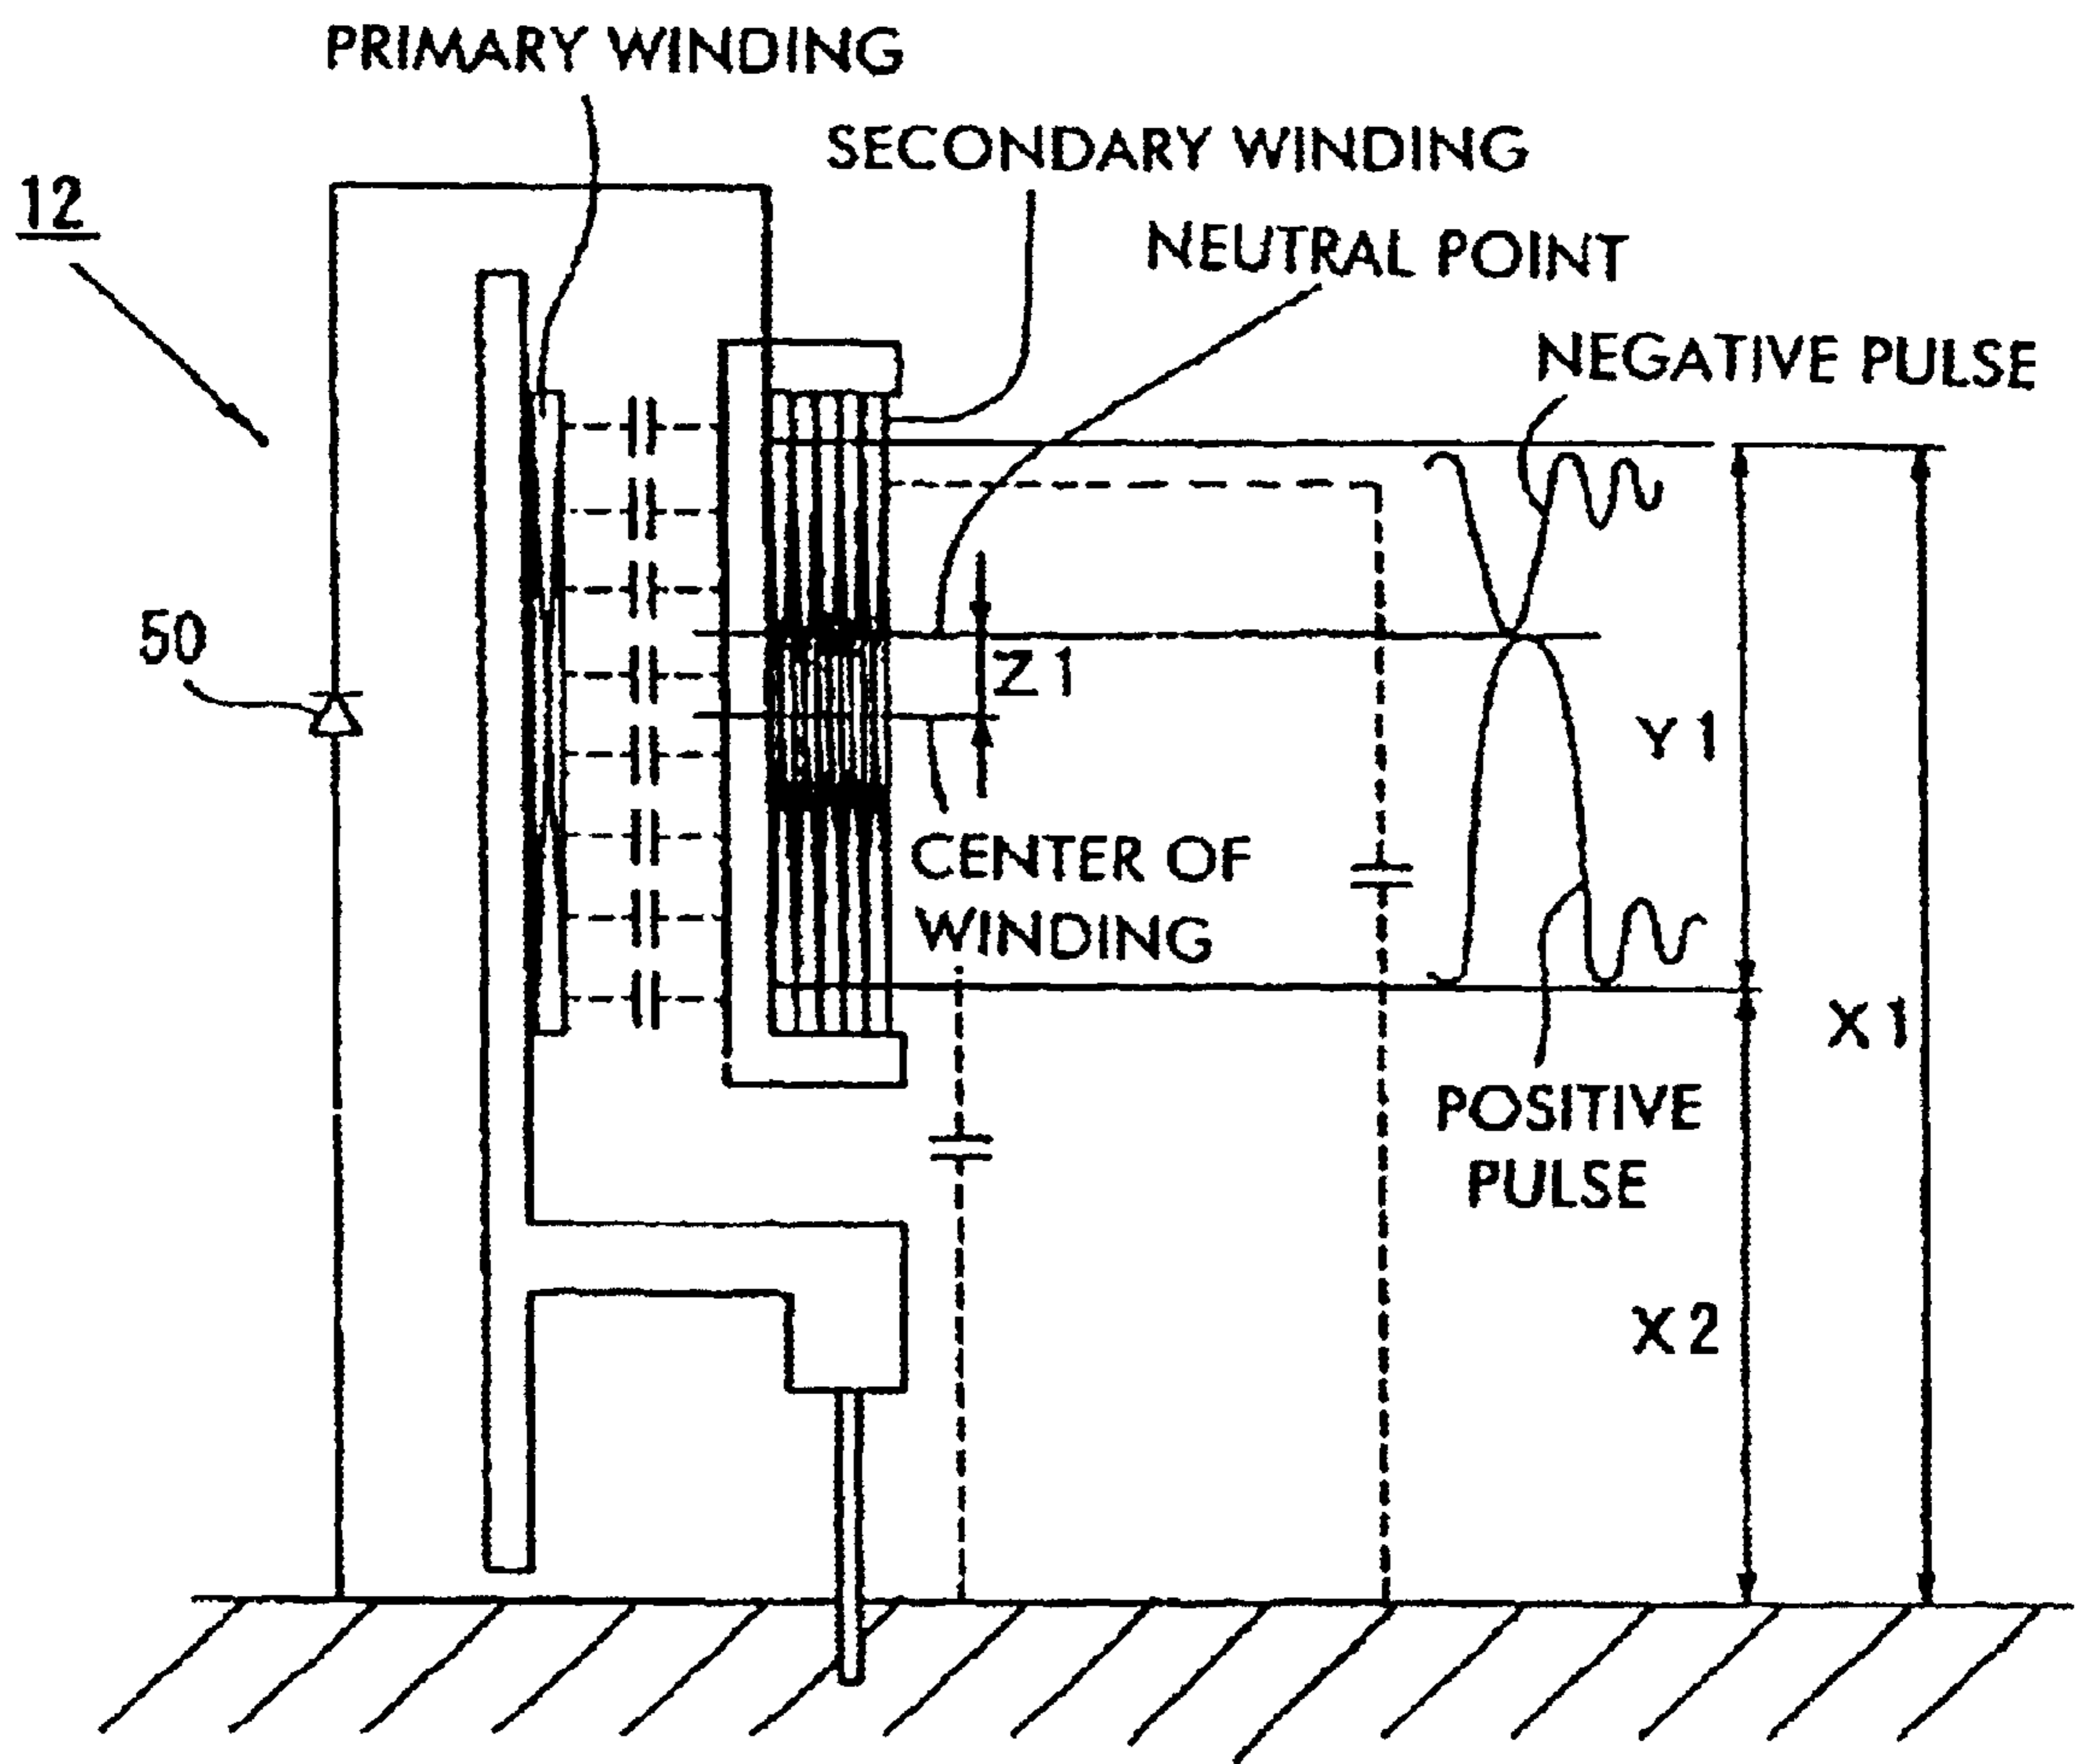 PRIMARY WINDING
SECONDARY WINDING
12
NEUTRAL POINT
NEGATIVE PULSE
50
Z1
Y1
CENTER OF
WINDING
X1
POSITIVE
PULSE
X2